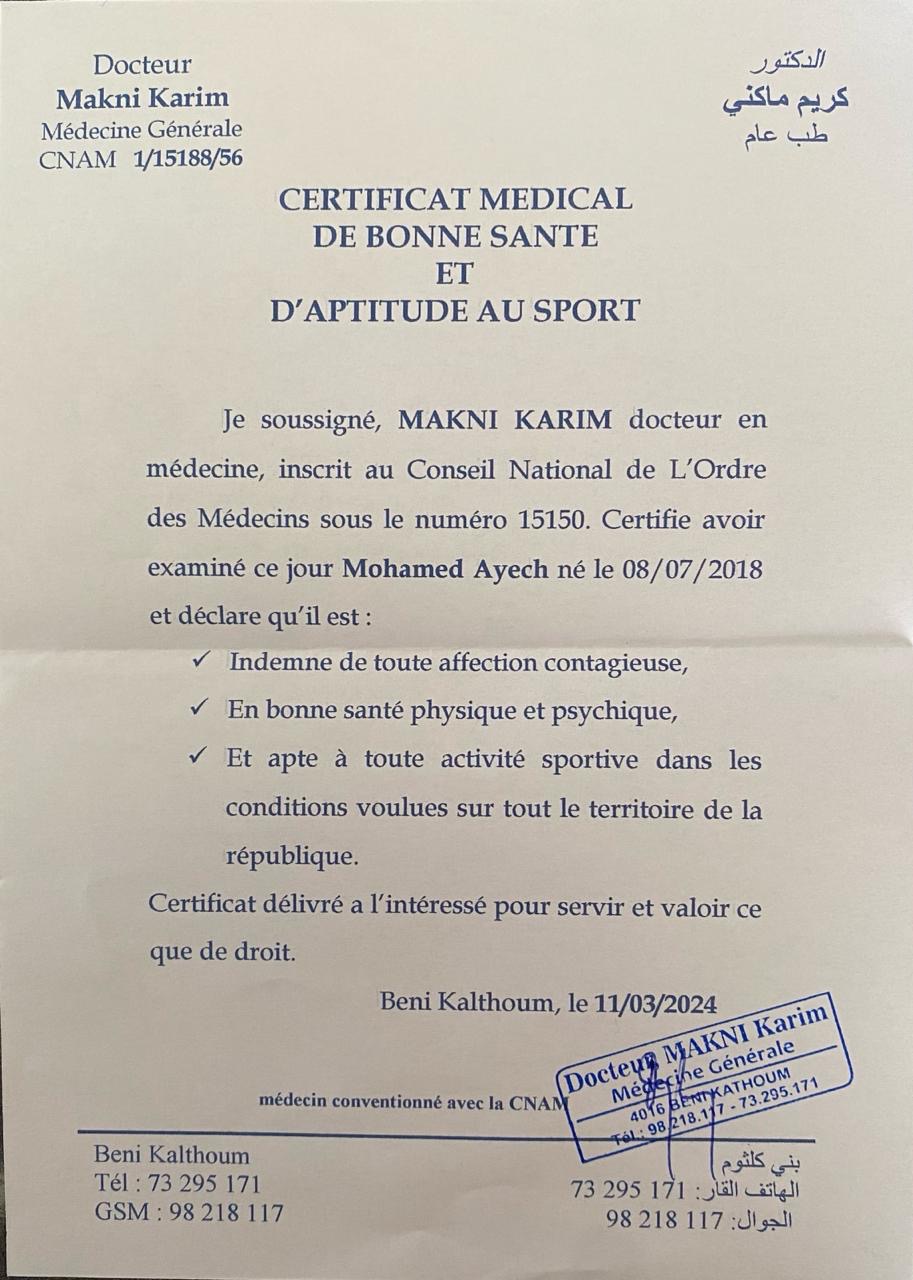 Docteur
Makni Karim
Médecine Générale
CNAM 1/15188/56
الدكتور
كريم ماكني
طب عام
CERTIFICAT MEDICAL
DE BONNE SANTE
ET
D'APTITUDE AU SPORT
Je soussigné, MAKNI KARIM docteur en
médecine, inscrit au Conseil National de L'Ordre
des Médecins sous le numéro 15150. Certifie avoir
examiné ce jour Mohamed Ayech né le 08/07/2018
et déclare qu'il est :
✓ Indemne de toute affection contagieuse,
✓ En bonne santé physique et psychique,
✓ Et apte à toute activité sportive dans les
conditions voulues sur tout le territoire de la
république.
Certificat délivré a l'intéressé pour servir et valoir ce
que de droit.
Beni Kalthoum, le 11/03/2024
Docteur MAKNI Karim
Médecine Générale
4016 BENI KATHOUM
Tél.: 98.218.117 - 73.295.171
médecin conventionné avec la CNAM
Beni Kalthoum
Tél : 73 295 171
GSM : 98 218 117
بني كلثوم
الهاتف القار: 171 295 73
الجوال: 117 218 98